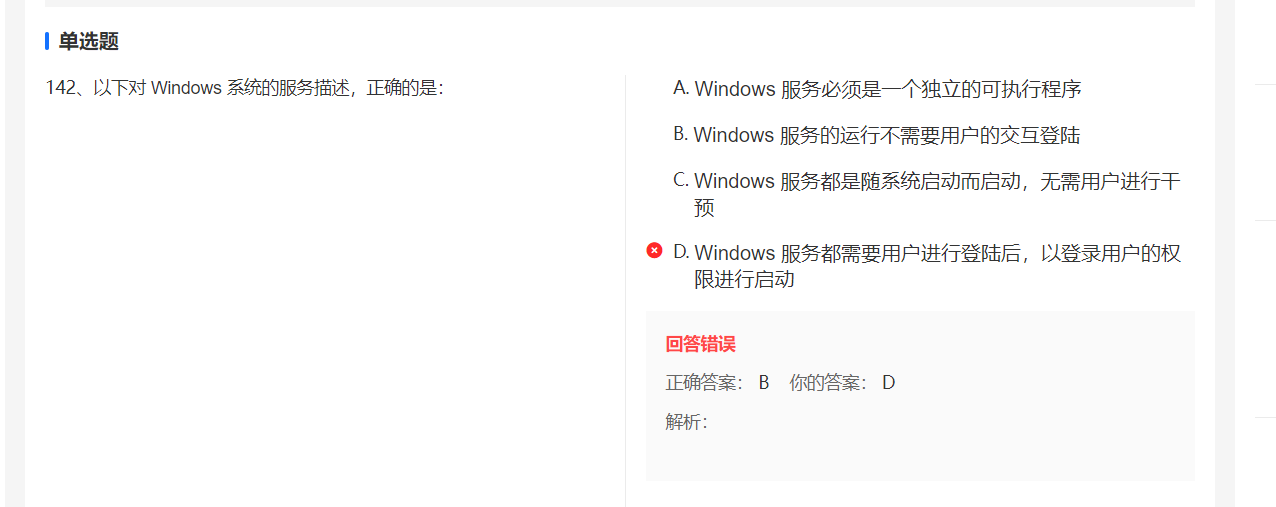 单选题
142、以下对 Windows 系统的服务描述，正确的是：
A. Windows 服务必须是一个独立的可执行程序
B. Windows 服务的运行不需要用户的交互登陆
C. Windows 服务都是随系统启动而启动，无需用户进行干
预
D. Windows 服务都需要用户进行登陆后，以登录用户的权
限进行启动
回答错误
正确答案： B 你的答案： D
解析：